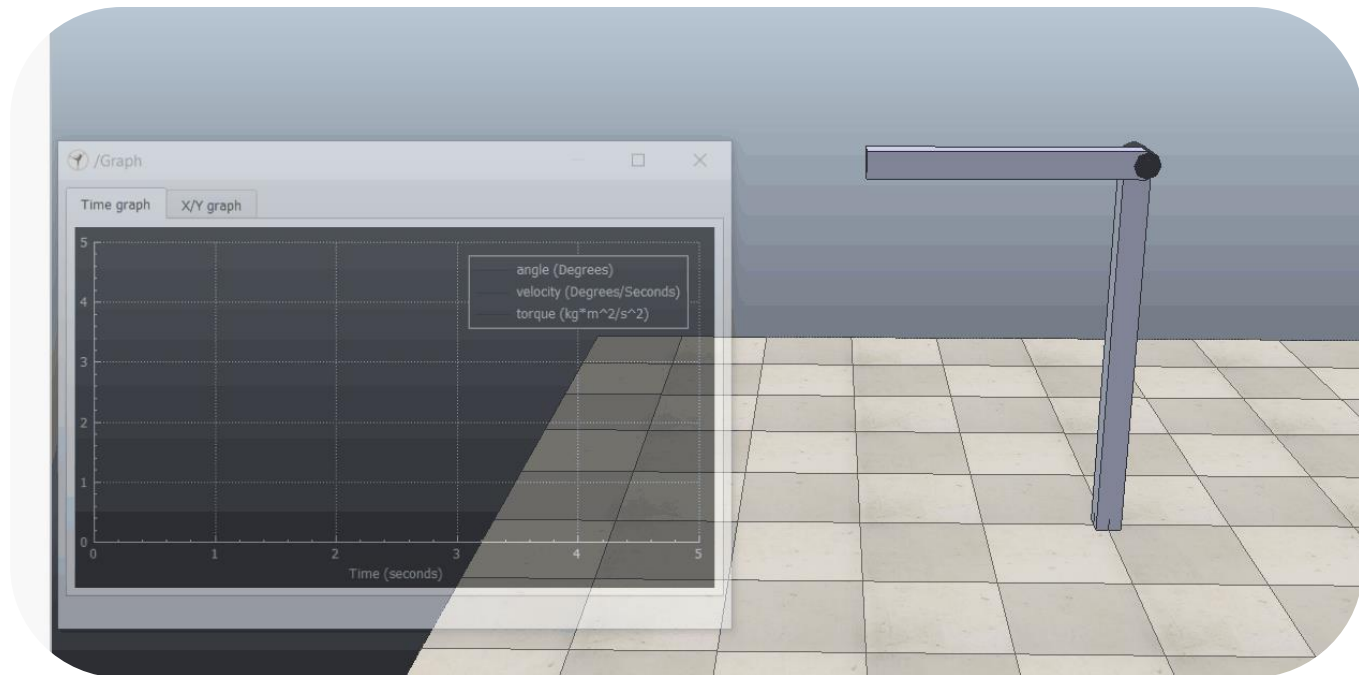 /Graph
Time graph X/Y graph
5
angle (Degrees)
velocity (Degrees/Seconds)
4
torque (kg*m^2/s^2)
3
2
1
0
0 1 2 3 4 5
Time (seconds)